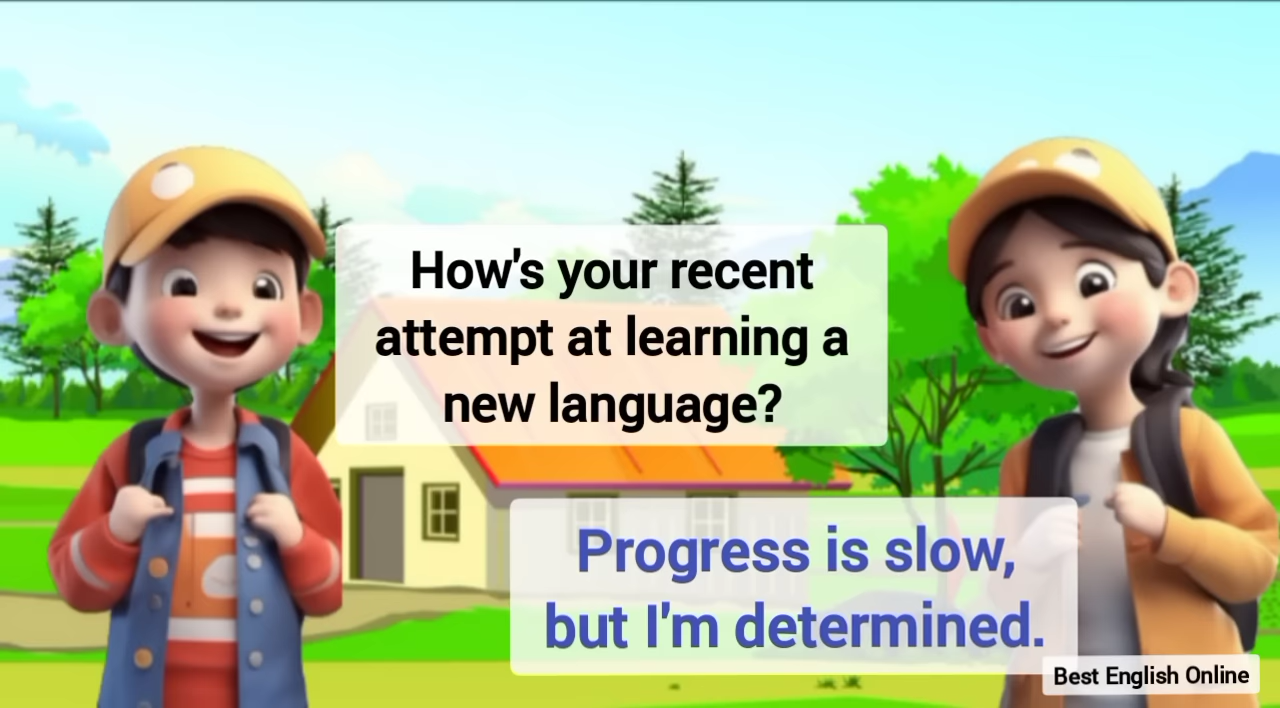 How's your recent
attempt at learning a
new language?
Progress is slow,
but I'm determined.
Best English Online